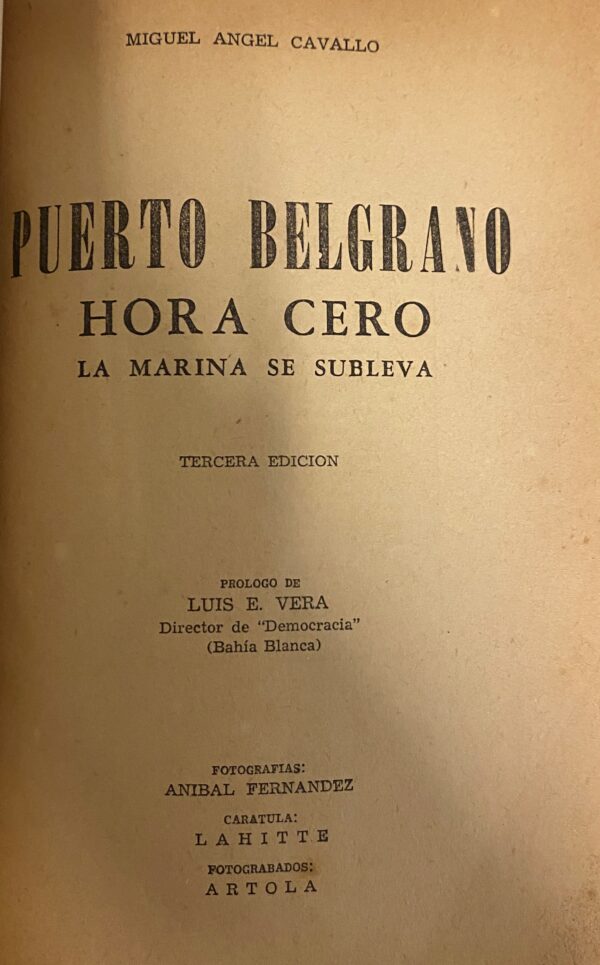 MIGUEL ANGEL CAVALLO
PUERTO BELGRANO
HORA CERO
LA MARINA SE SUBLEVA
TERCERA EDICION
PROLOGO DE
LUIS E. VERA
Director de "Democracia"
(Bahía Blanca)
FOTOGRAFIAS:
ANIBAL FERNANDEZ
CARATULA:
LAHITTE
FOTOGRABADOS:
ARTOLA